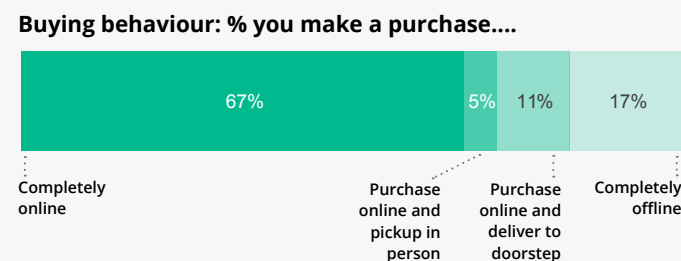 Buying behaviour: % you make a purchase....
67%
5%
11%
17%
Completely
online
Purchase
online and
pickup in
person
Purchase
online and
deliver to
doorstep
Completely
offline